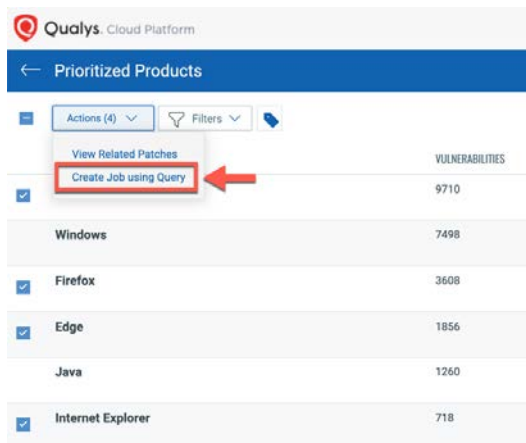 Qualys. Cloud Platform
← Prioritized Products
Actions (4) Filters
View Related Patches
Create Job using Query
VULNERABILITIES
9710
Windows 7498
Firefox 3608
Edge 1856
Java 1260
Internet Explorer 718